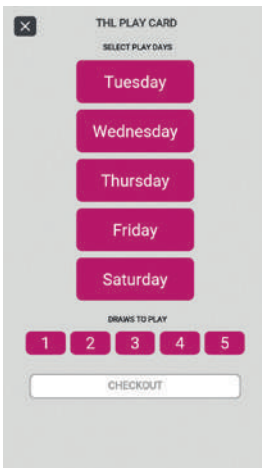 THL PLAY CARD
SELECT PLAY DAYS
Tuesday
Wednesday
Thursday
Friday
Saturday
DRAWS TO PLAY
1 2 3 4 5
CHECKOUT